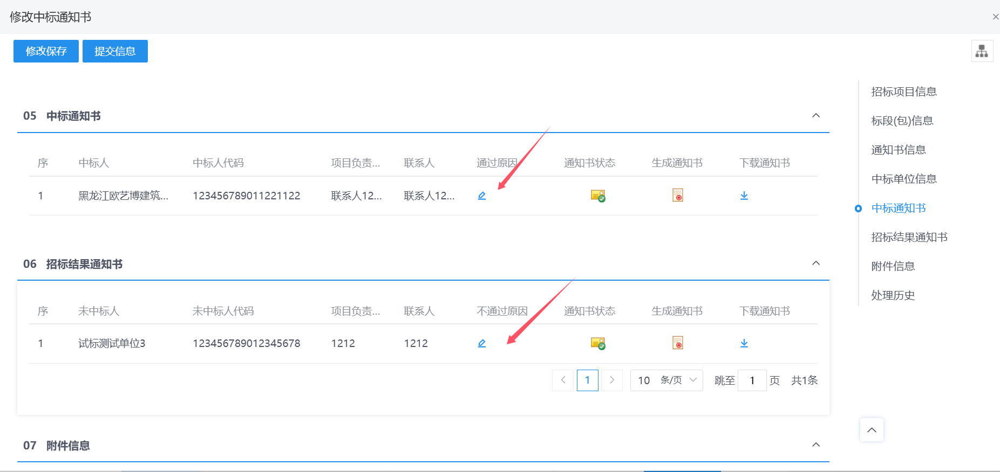 修改中标通知书
修改保存 提交信息
招标项目信息
标段(包)信息
通知书信息
中标单位信息
中标通知书
招标结果通知书
附件信息
处理历史
05 中标通知书
序 中标人 中标人代码 项目负责... 联系人 通过原因 通知书状态 生成通知书 下载通知书
1 黑龙江欧艺博建筑... 123456789011221122 联系人12... 联系人12...
06 招标结果通知书
序 未中标人 未中标人代码 项目负责... 联系人 不通过原因 通知书状态 生成通知书 下载通知书
1 试标测试单位3 123456789012345678 1212 1212
1 10 条/页 跳至 1 页 共1条
07 附件信息